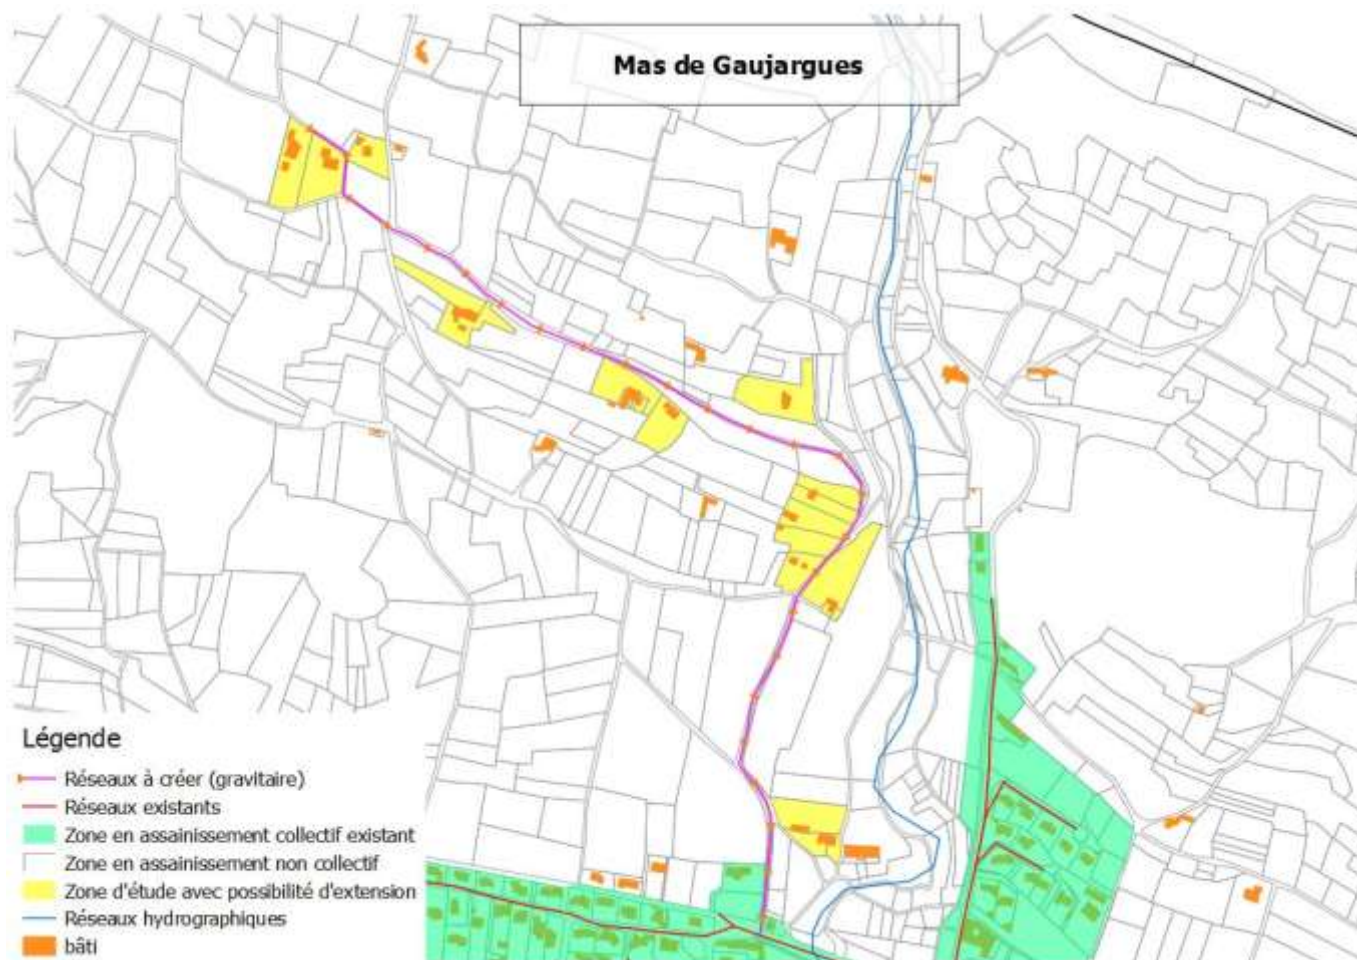 Mas de Gaujargues
Légende
Réseaux à créer (gravitaire)
Réseaux existants
Zone en assainissement collectif existant
Zone en assainissement non collectif
Zone d'étude avec possibilité d'extension
Réseaux hydrographiques
bâti